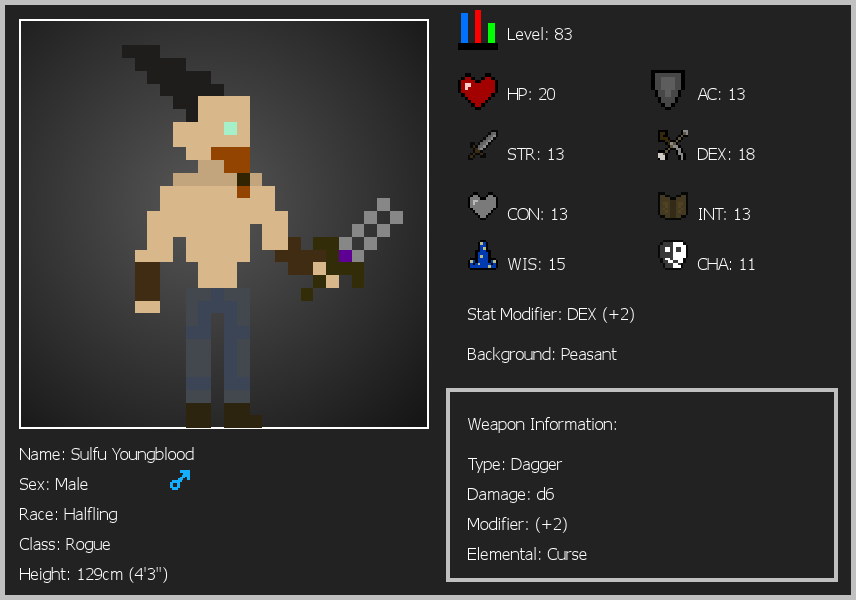 Level: 83
HP: 20
AC: 13
STR: 13
DEX: 18
CON: 13
INT: 13
WIS: 15
CHA: 11
Stat Modifier: DEX (+2)
Background: Peasant
Weapon Information:
Type: Dagger
Damage: d6
Modifier: (+2)
Elemental: Curse
Name: Sulfu Youngblood
Sex: Male
Race: Halfling
Class: Rogue
Height: 129cm (4'3")